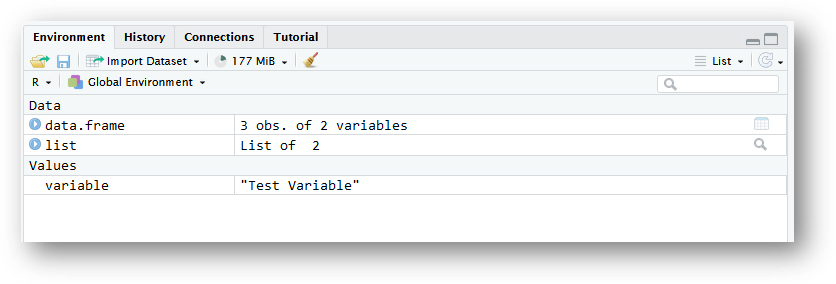 Environment History Connections Tutorial
Import Dataset 177 MiB List
R Global Environment
Data
data.frame 3 obs. of 2 variables
list List of  2
Values
variable "Test Variable"